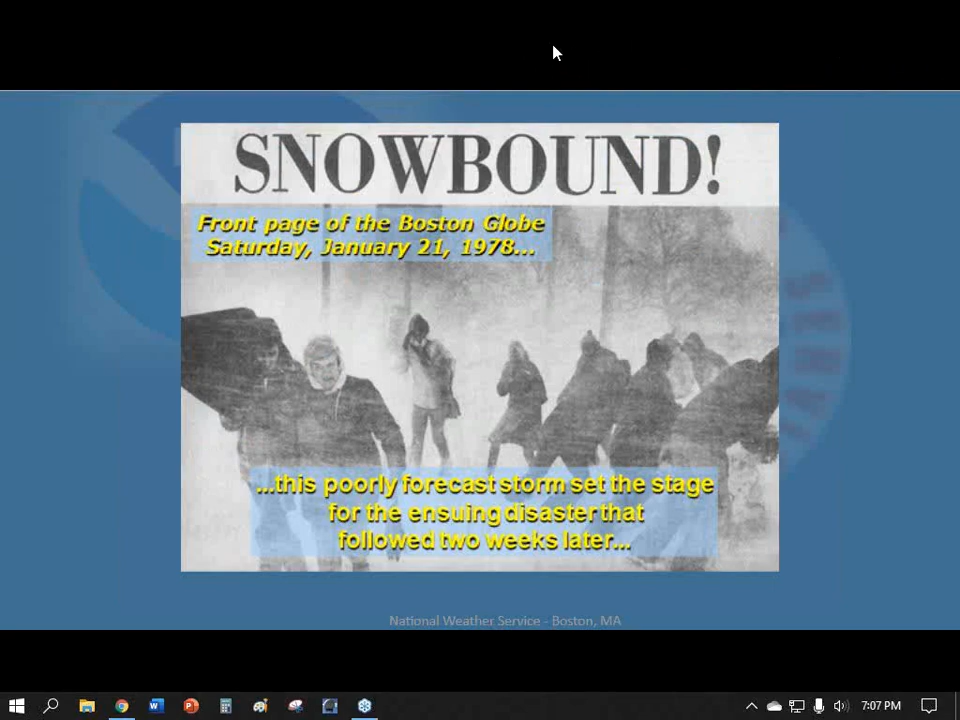 SNOWBOUND!
Front page of the Boston Globe
Saturday, January 21, 1978...
...this poorly forecast storm set the stage
for the ensuing disaster that
followed two weeks later...
National Weather Service - Boston, MA
7:07 PM